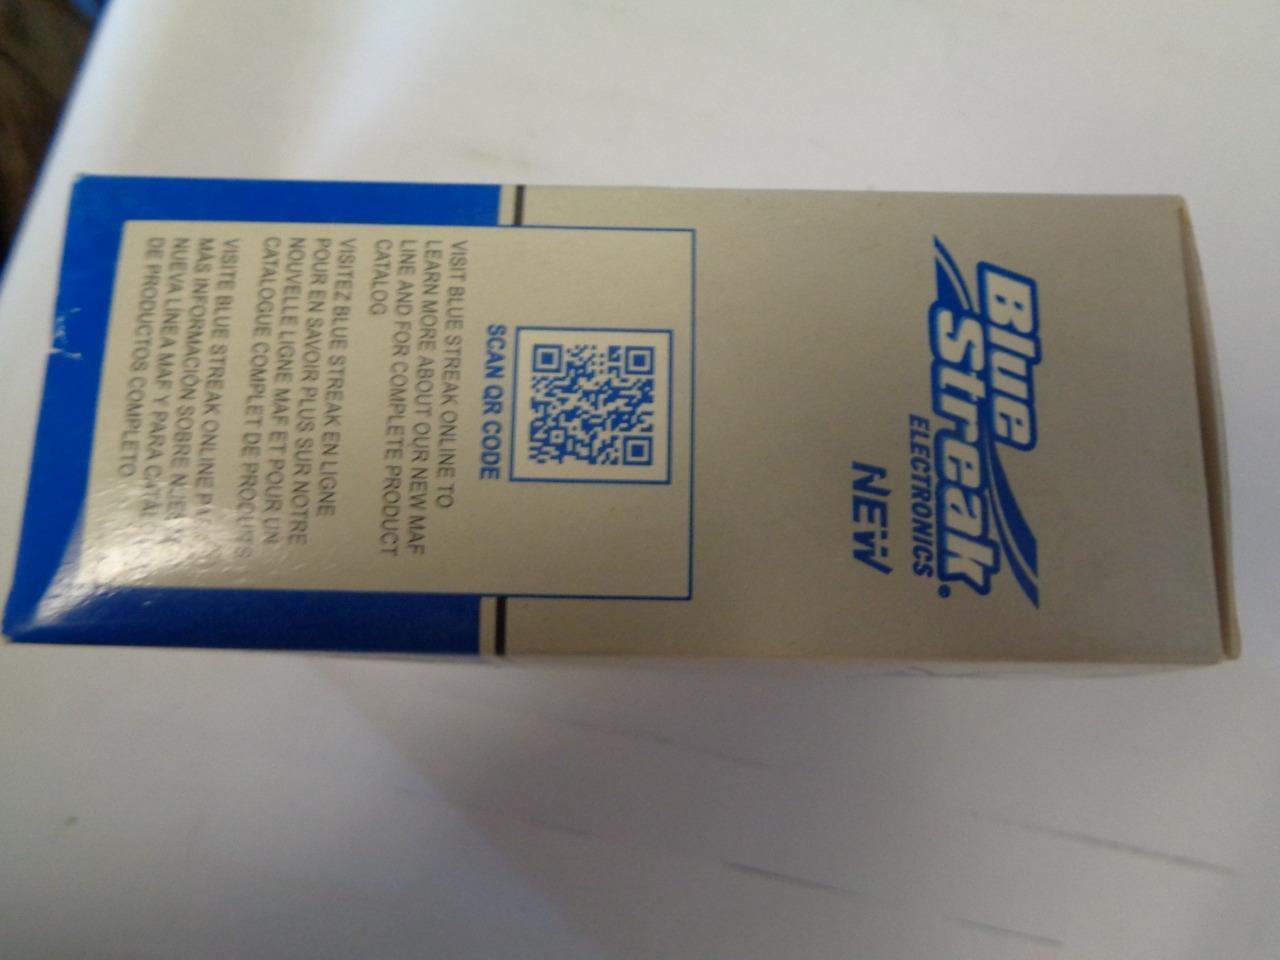 Blue
Streak®
ELECTRONICS
NEW
SCAN QR CODE
VISIT BLUE STREAK ONLINE TO
LEARN MORE ABOUT OUR NEW MAF
LINE AND FOR COMPLETE PRODUCT
CATALOG
VISITEZ BLUE STREAK EN LIGNE
POUR EN SAVOIR PLUS SUR NOTRE
NOUVELLE LIGNE MAF ET POUR UN
CATALOGUE COMPLET DE PRODUITS
VISITE BLUE STREAK ONLINE
MÁS INFORMACIÓN SOBRE
NUEVA LÍNEA MAF Y PARA
DE PRODUCTOS COMPLETO